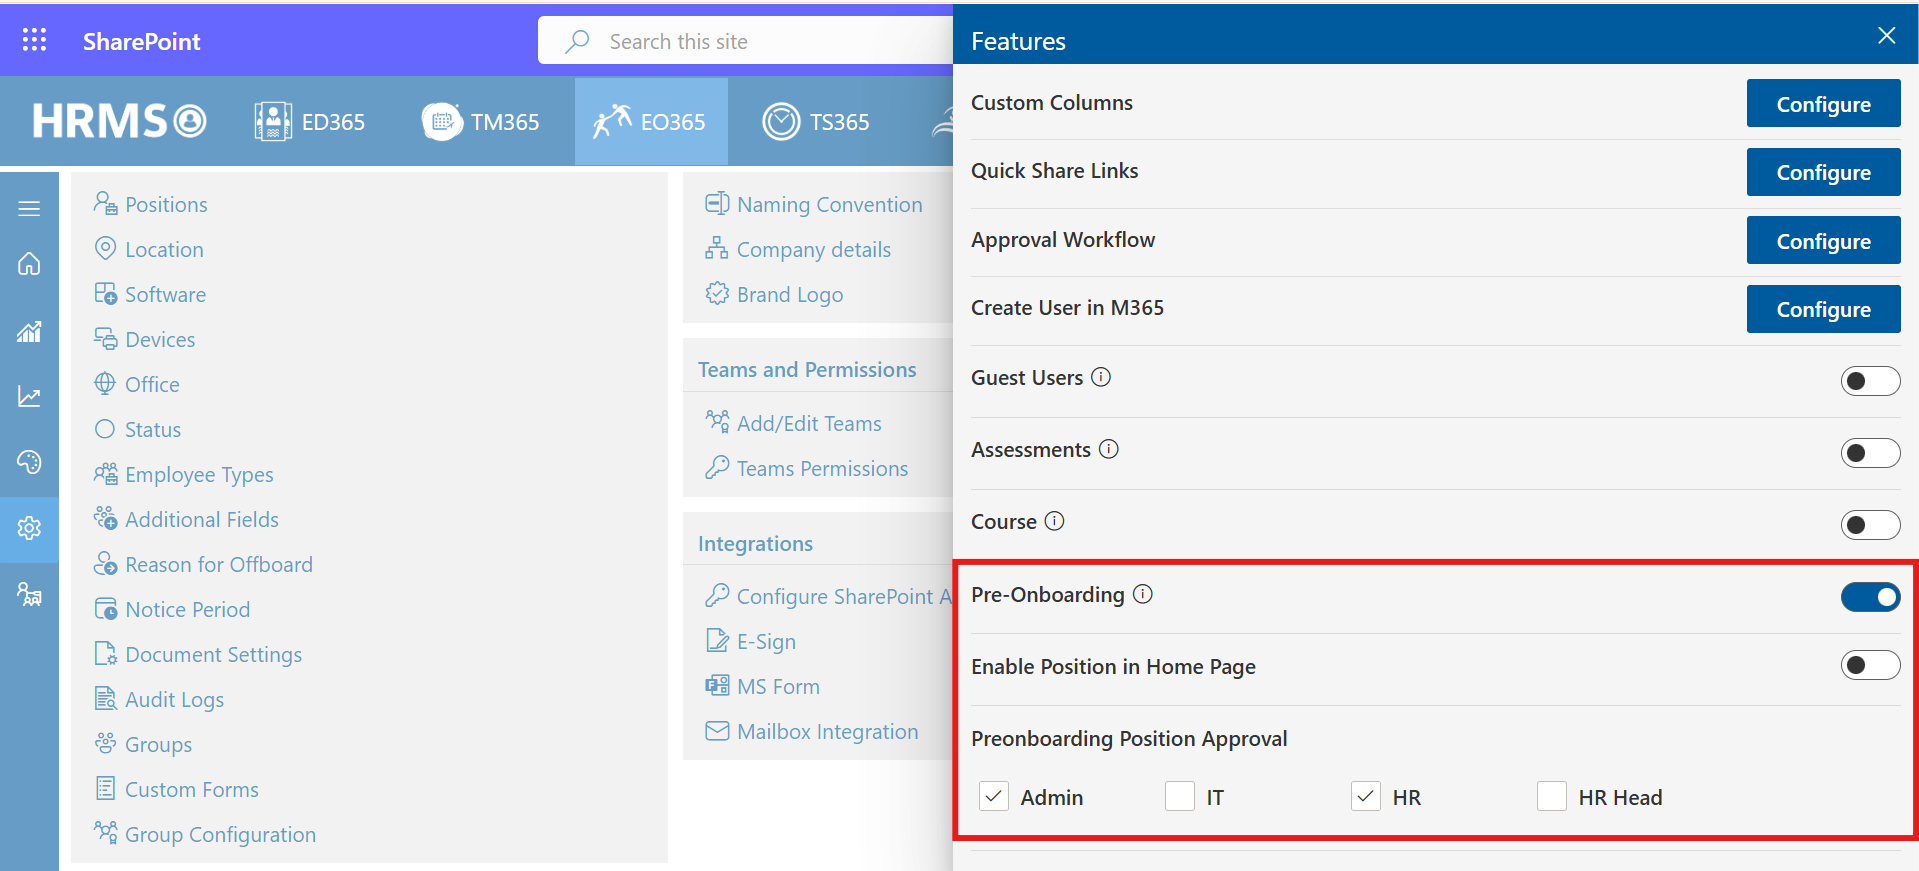 SharePoint
Search this site
HRMS
ED365
TM365
EO365
TS365
Positions
Location
Software
Devices
Office
Status
Employee Types
Additional Fields
Reason for Offboard
Notice Period
Document Settings
Audit Logs
Groups
Custom Forms
Group Configuration
Naming Convention
Company details
Brand Logo
Teams and Permissions
Add/Edit Teams
Teams Permissions
Integrations
Configure SharePoint A
E-Sign
MS Form
Mailbox Integration
Features
Custom Columns
Configure
Quick Share Links
Configure
Approval Workflow
Configure
Create User in M365
Configure
Guest Users
Assessments
Course
Pre-Onboarding
Enable Position in Home Page
Preonboarding Position Approval
Admin
IT
HR
HR Head